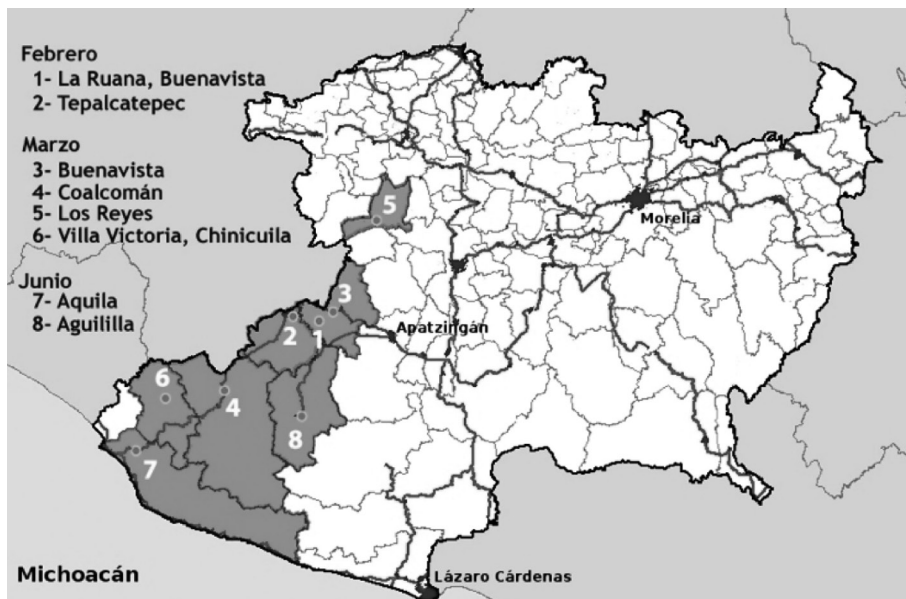 Febrero
1- La Ruana, Buenavista
2- Tepalcatepec
Marzo
3- Buenavista
4- Coalcomán
5- Los Reyes
6- Villa Victoria, Chinicuila
Junio
7- Aquila
8- Aguililla
5
Morelia
3
2
1
Apatzingán
6
4
8
7
Michoacán
Lázaro Cárdenas